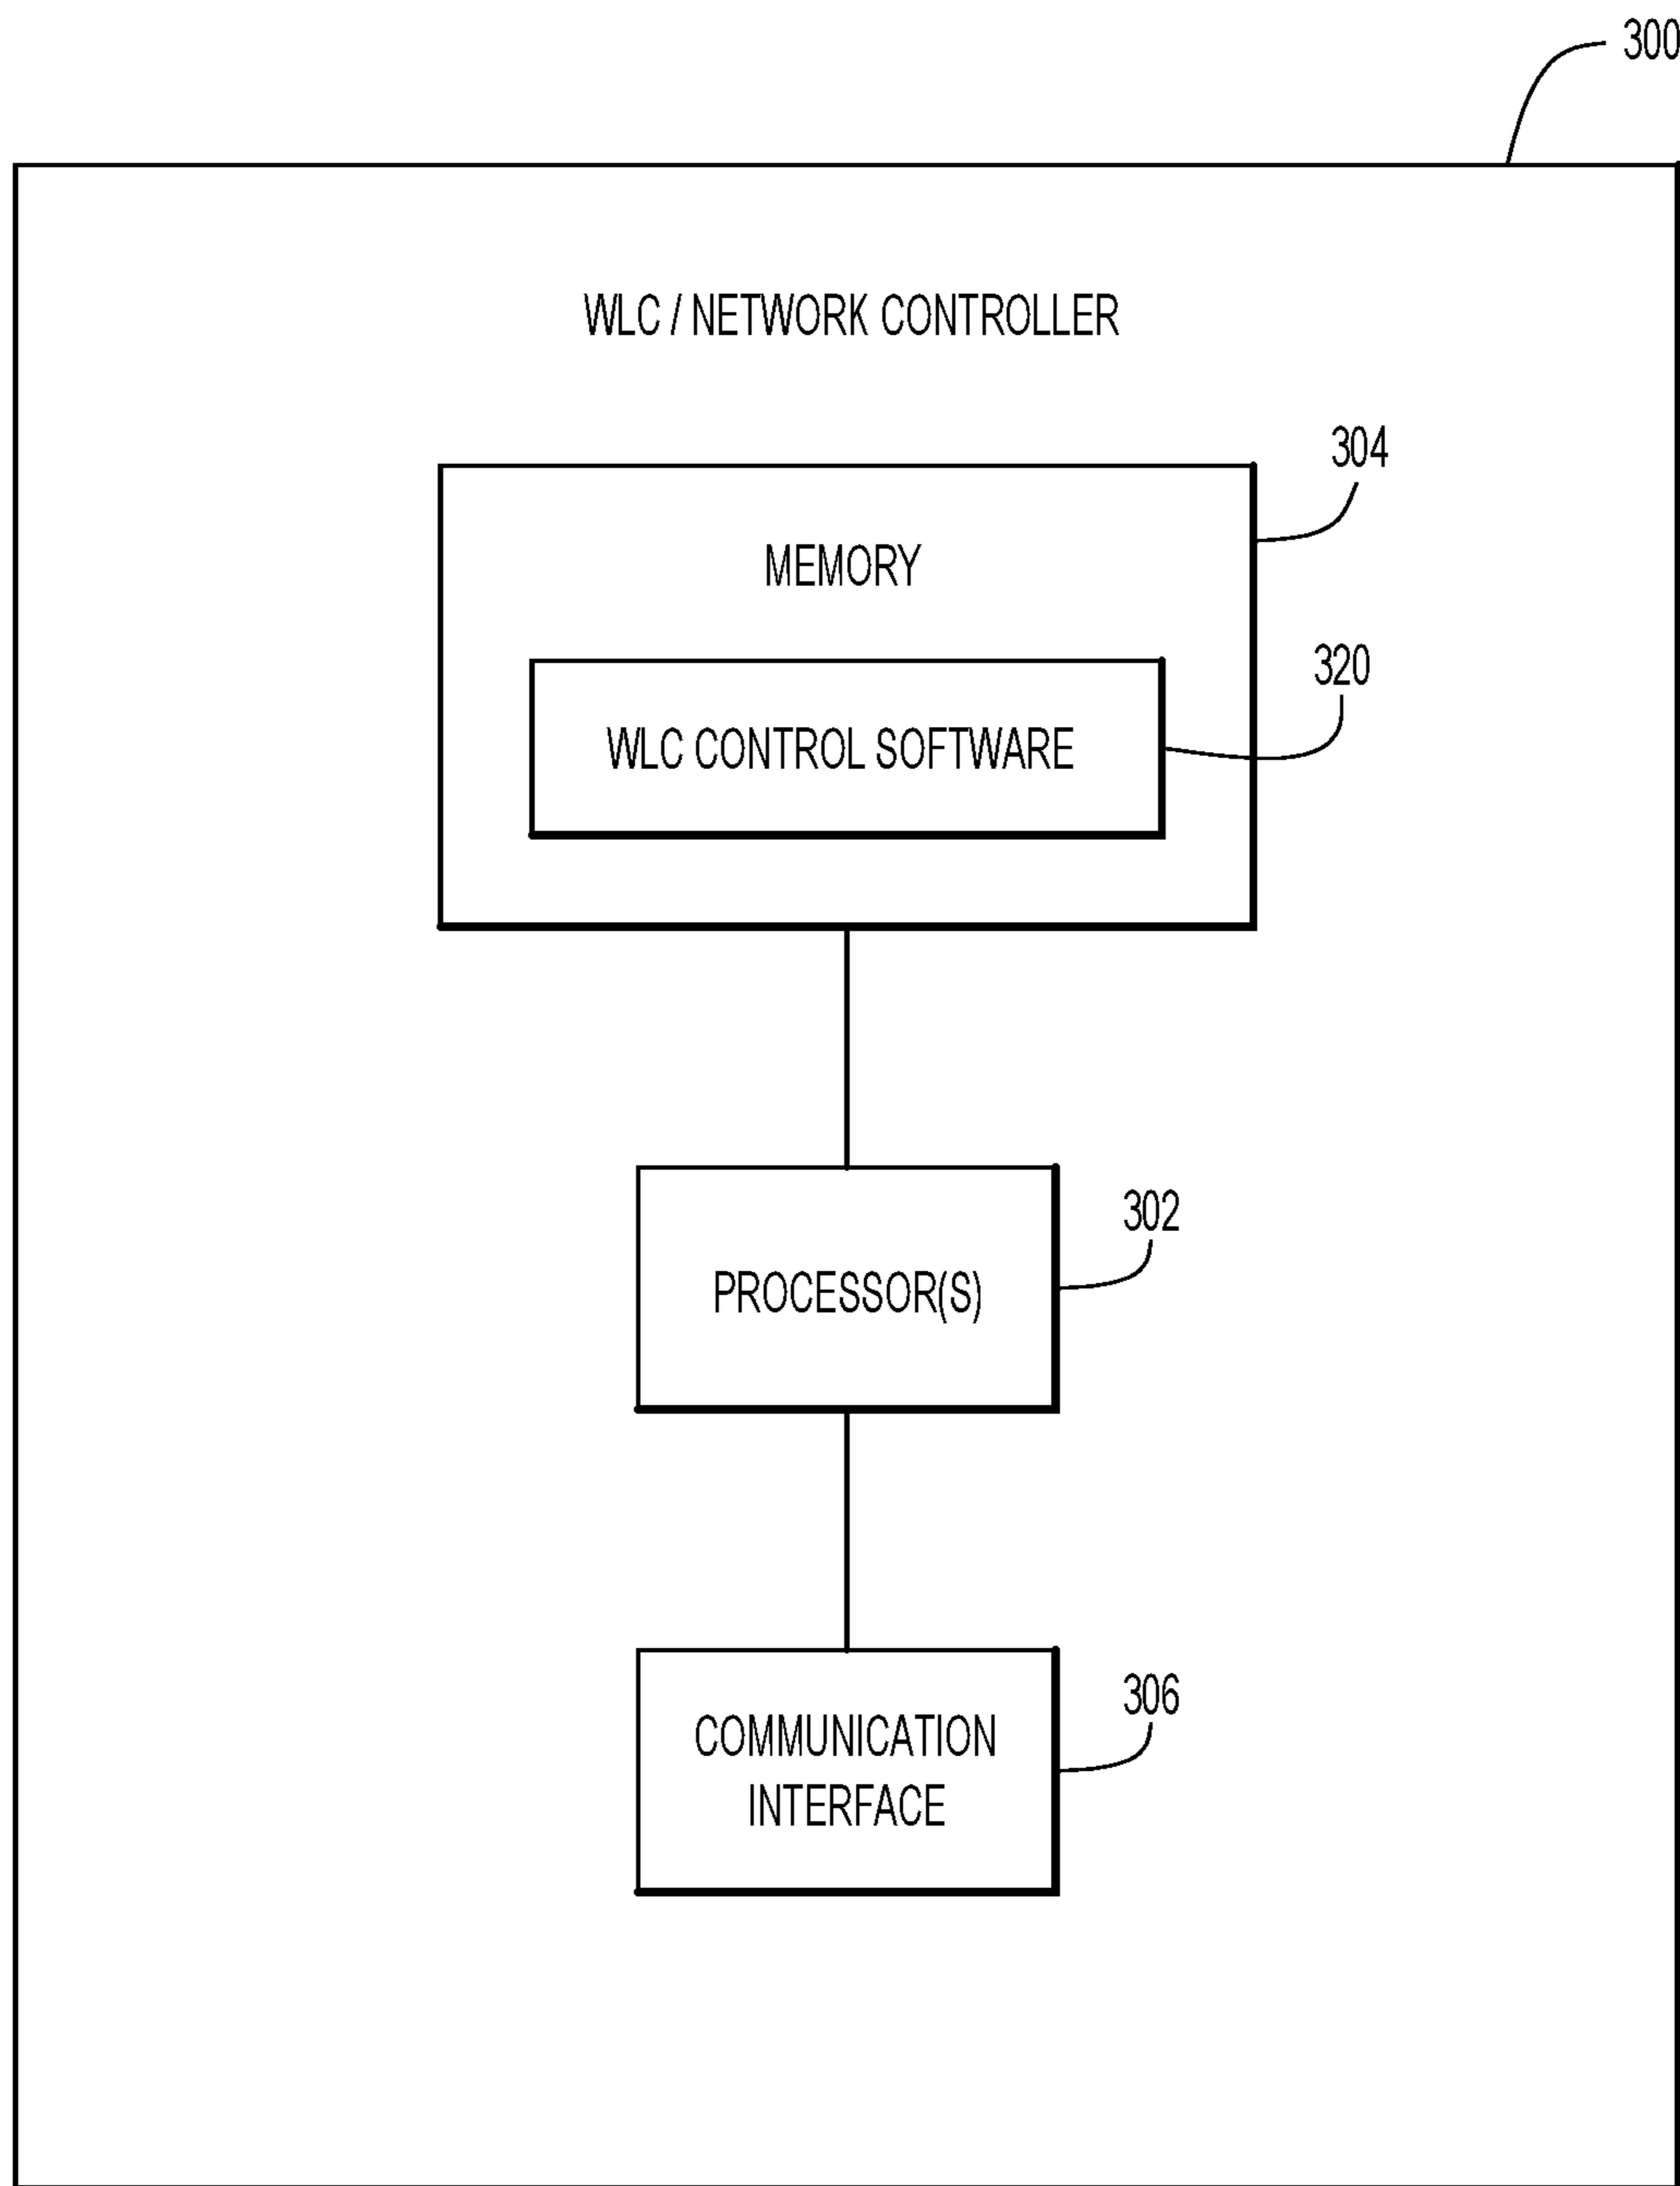 300
WLC / NETWORK CONTROLLER
304
MEMORY
320
WLC CONTROL SOFTWARE
302
PROCESSOR(S)
306
COMMUNICATION
INTERFACE